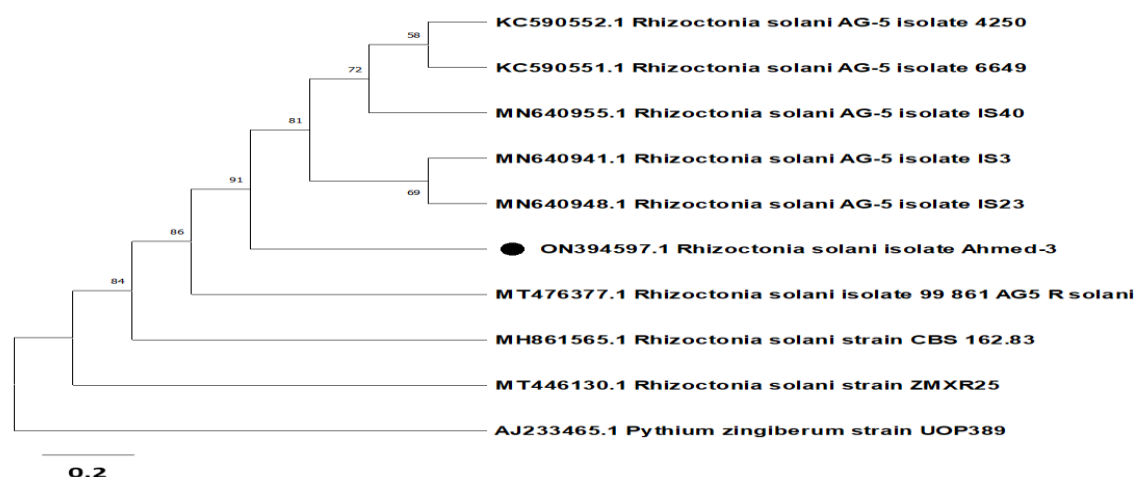 KC590552.1 Rhizoctonia solani AG-5 isolate 4250
58
KC590551.1 Rhizoctonia solani AG-5 isolate 6649
72
MN640955.1 Rhizoctonia solani AG-5 isolate IS40
81
MN640941.1 Rhizoctonia solani AG-5 isolate IS3
69
MN640948.1 Rhizoctonia solani AG-5 isolate IS23
91
ON394597.1 Rhizoctonia solani isolate Ahmed-3
86
MT476377.1 Rhizoctonia solani isolate 99 861 AG5 R solani
84
MH861565.1 Rhizoctonia solani strain CBS 162.83
MT446130.1 Rhizoctonia solani strain ZMXR25
AJ233465.1 Pythium zingiberum strain UOP389
0.2